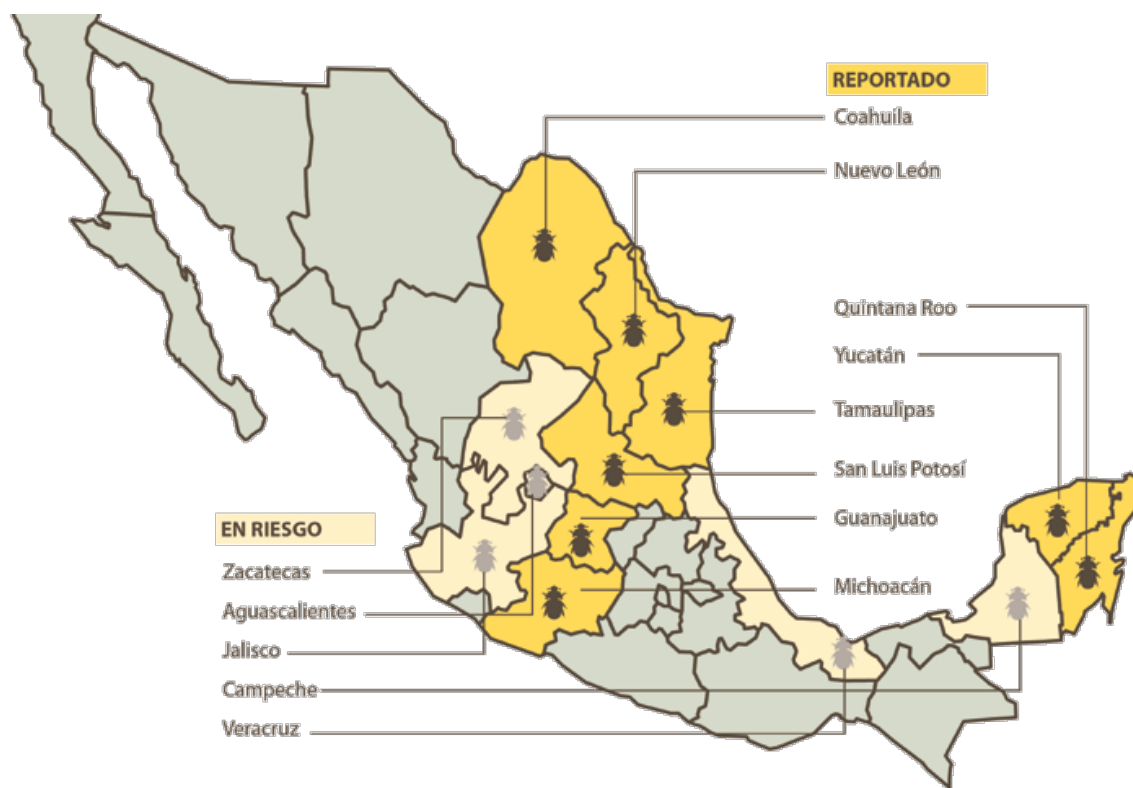 REPORTADO
Coahuila
Nuevo León
Quintana Roo
Yucatán
Tamaulipas
San Luis Potosí
Guanajuato
Michoacán
EN RIESGO
Zacatecas
Aguascalientes
Jalisco
Campeche
Veracruz